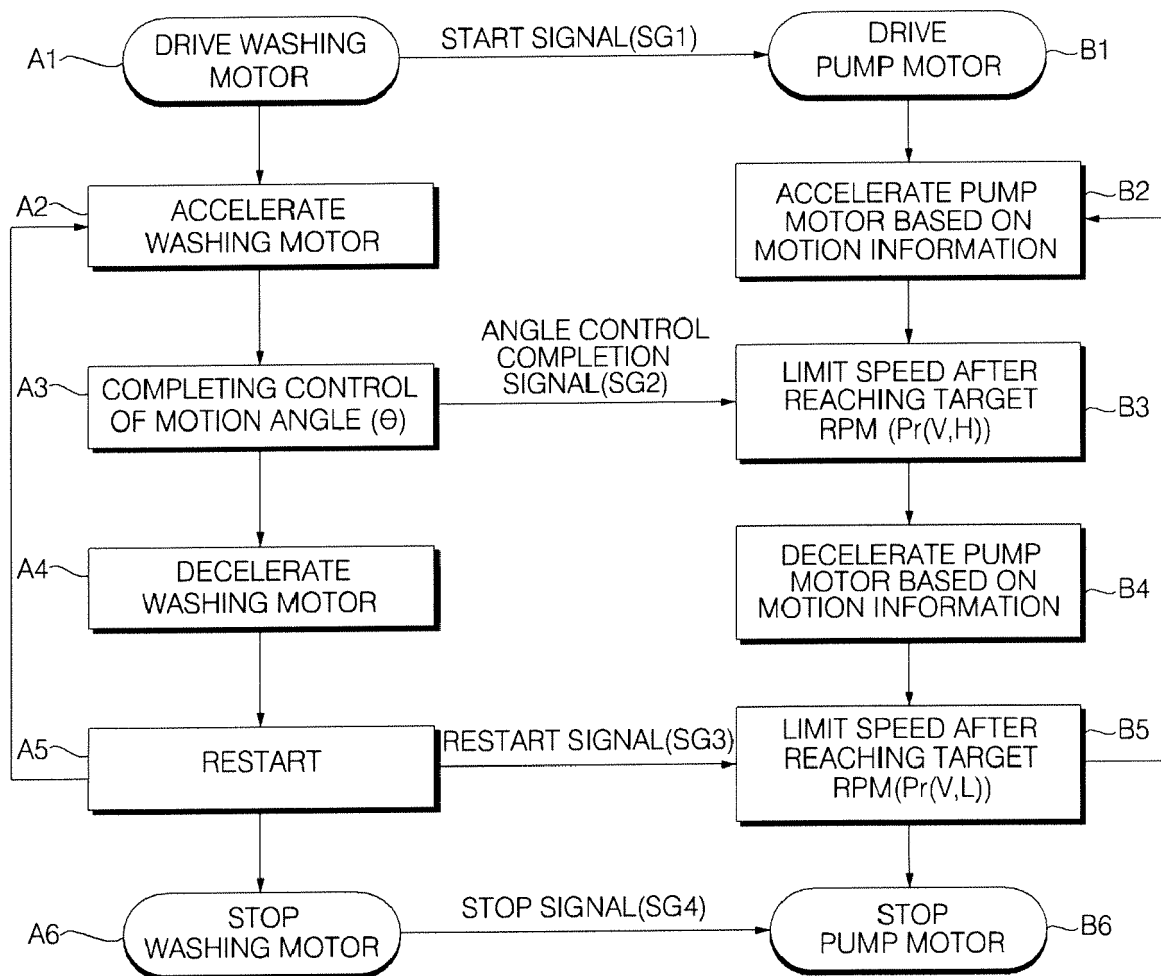 A1
DRIVE WASHING
MOTOR
START SIGNAL(SG1)
DRIVE
PUMP MOTOR
B1
A2
ACCELERATE
WASHING MOTOR
ACCELERATE PUMP
MOTOR BASED ON
MOTION INFORMATION
B2
A3
COMPLETING CONTROL
OF MOTION ANGLE (θ)
ANGLE CONTROL
COMPLETION
SIGNAL(SG2)
LIMIT SPEED AFTER
REACHING TARGET
RPM (Pr(V,H))
B3
A4
DECELERATE
WASHING MOTOR
DECELERATE PUMP
MOTOR BASED ON
MOTION INFORMATION
B4
A5
RESTART
RESTART SIGNAL(SG3)
LIMIT SPEED AFTER
REACHING TARGET
RPM(Pr(V,L))
B5
A6
STOP
WASHING MOTOR
STOP SIGNAL(SG4)
STOP
PUMP MOTOR
B6